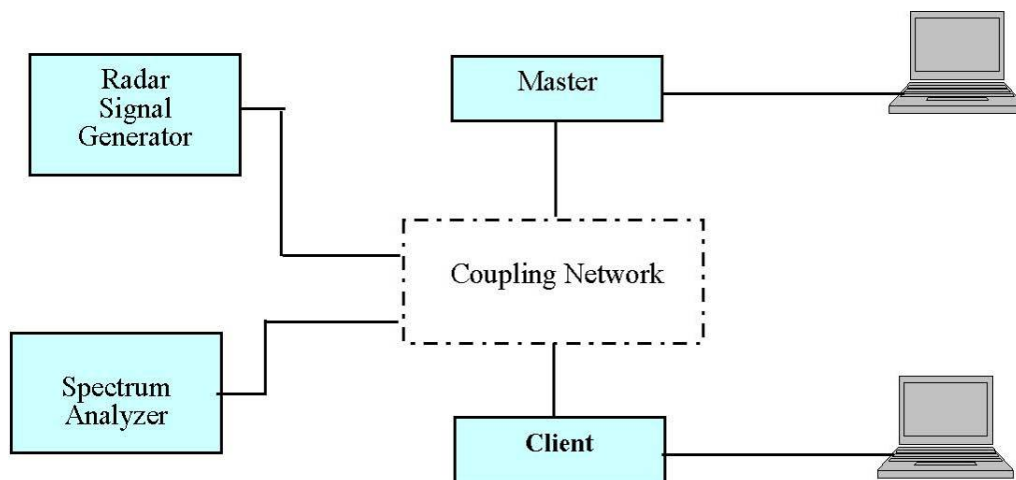 Radar
Signal
Generator
Master
Coupling Network
Spectrum
Analyzer
Client